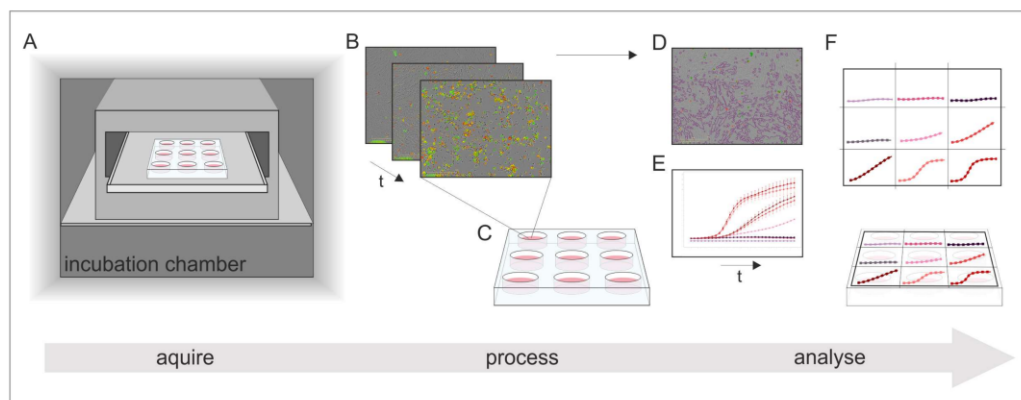 A
B
D
F
t
E
C
incubation chamber
t
aquire
process
analyse